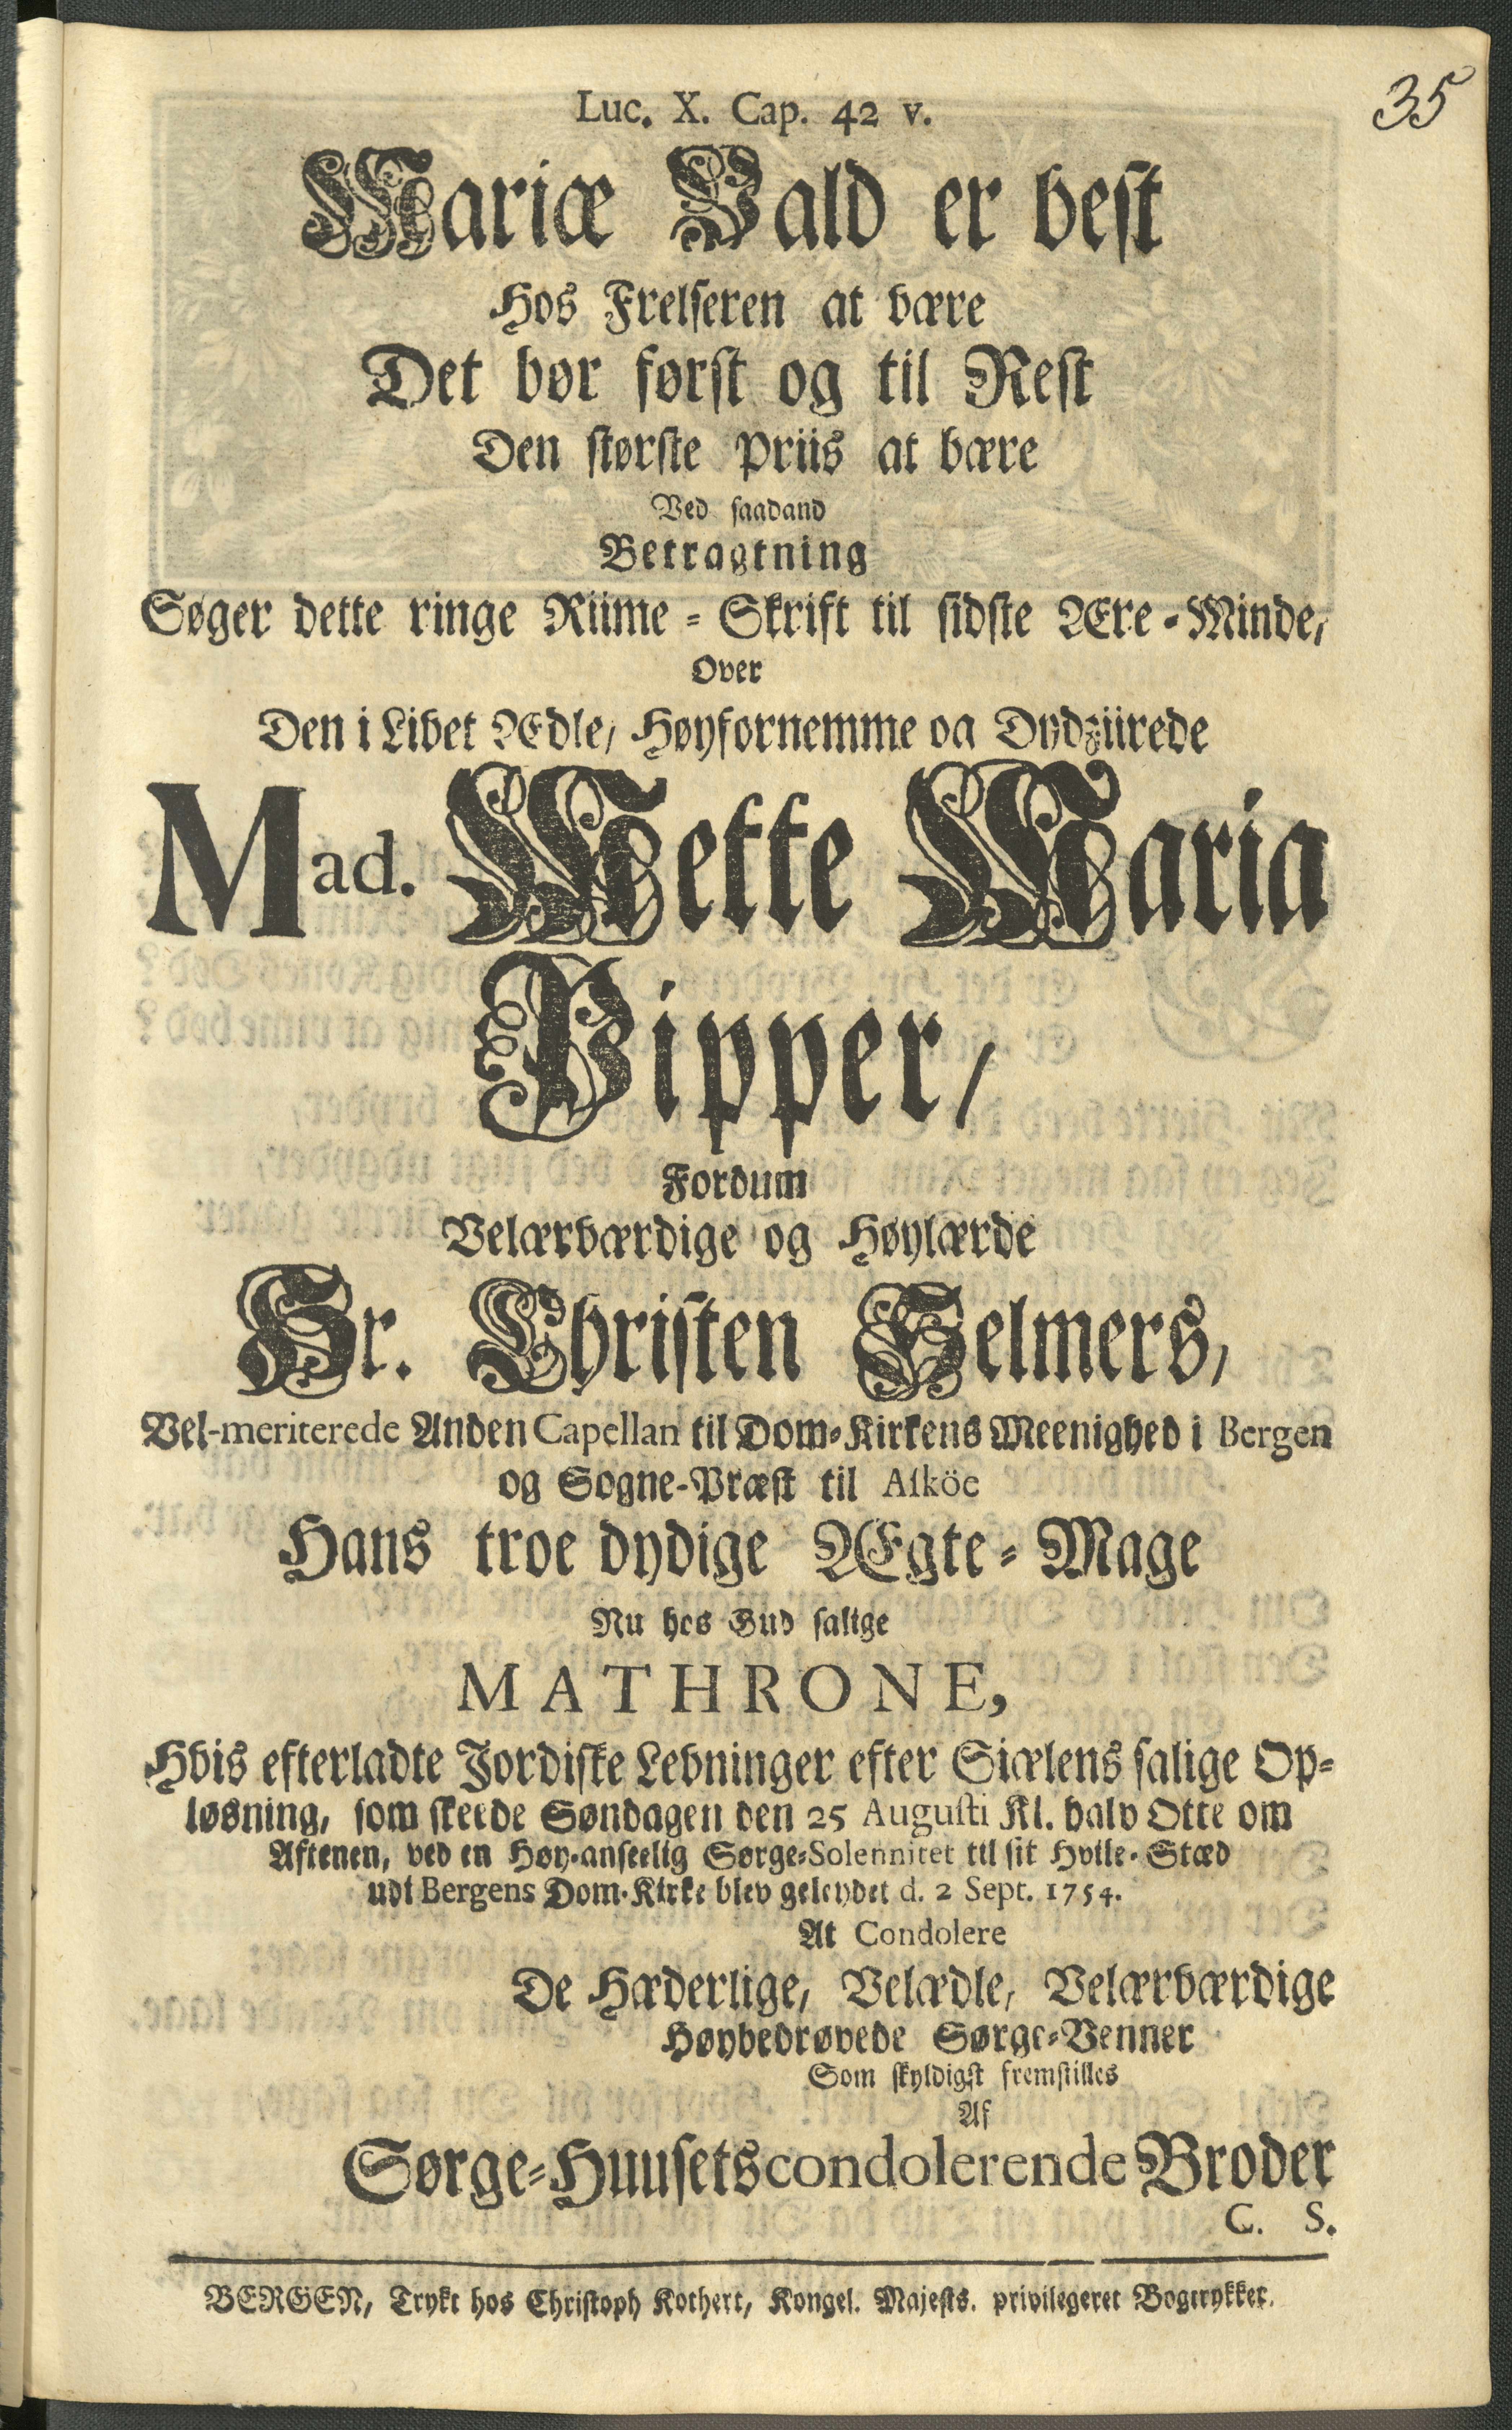 35
Luc. X. Cap. 42 v.
Mariæ Vald er best
Hos Frelseren at være
Det bør først og til Rest
Den største Priis at bære
Ved saadand
Betragtning
Søger dette ringe Riime-Skrift til sidste Ære-Minde,
Over
Den i Livet Ædle, Høyfornemme og Dydziirede
Mad. Mette Maria
Pipper,
Fordum
Velærværdige og Høylærde
Hr. Christen Helmers,
Vel-meriterede Anden Capellan til Dom-Kirkens Meenighed i Bergen
og Sogne-Præst til Asköe
Hans troe dydige Ægte-Mage
Nu hos Gud salige
MATHRONE,
Hvis efterladte Jordiske Levninger efter Siælens salige Op-
løsning, som skeede Søndagen den 25 Augusti Kl. halv Otte om
Aftenen, ved en Høy-anseelig Sørge-Solennitet til sit Hvile-Stæd
udi Bergens Dom-Kirke blev geleydet d. 2 Sept. 1754.
At Condolere
De Hæderlige, Velædle, Velærværdige
Høybedrøvede Sørge-Venner
Som skyldigst fremstilles
Af
Sørge-Huusets condolerende Broder
C. S.
BERGEN, Trykt hos Christoph Kothert, Kongel. Majests. privilegeret Bogtrykker.